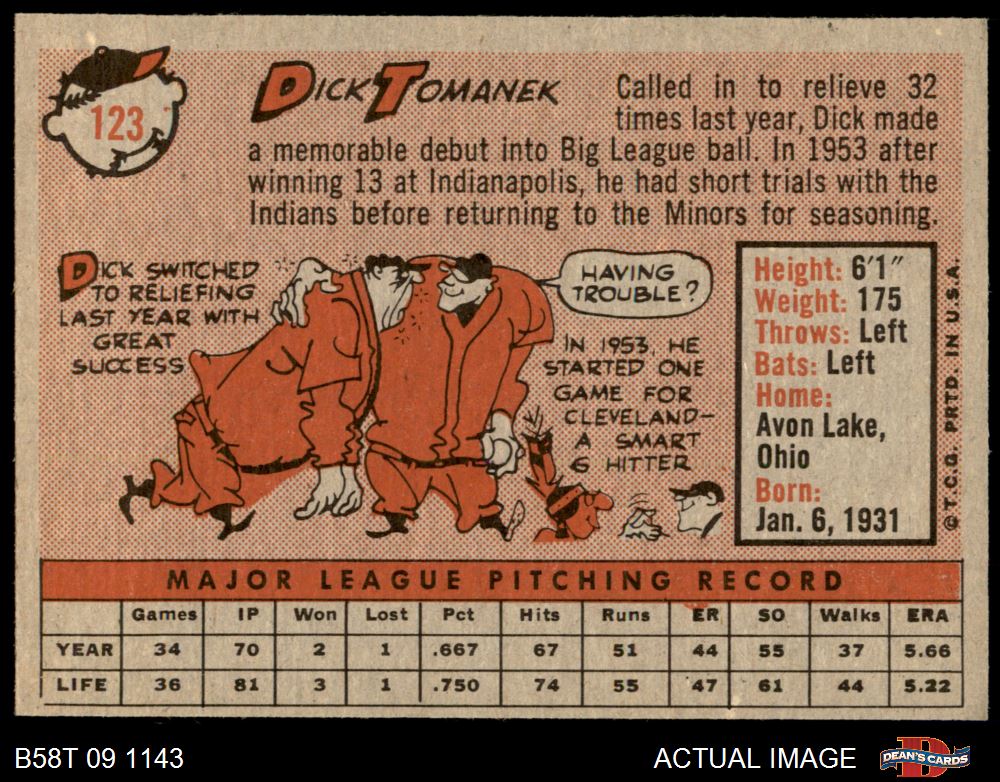 123
DICK TOMANEK
Called in to relieve 32
times last year, Dick made
a memorable debut into Big League ball. In 1953 after
winning 13 at Indianapolis, he had short trials with the
Indians before returning to the Minors for seasoning.
DICK SWITCHED
TO RELIEFING
LAST YEAR WITH
GREAT
SUCCESS
HAVING
TROUBLE?
IN 1953, HE
STARTED ONE
GAME FOR
CLEVELAND-
A SMART
6 HITTER
Height: 6'1"
Weight: 175
Throws: Left
Bats: Left
Home:
Avon Lake,
Ohio
Born:
Jan. 6, 1931
© T.C.G. PRTD. IN U.S.A.
MAJOR LEAGUE PITCHING RECORD
Games IP Won Lost Pct Hits Runs ER SO Walks ERA
YEAR 34 70 2 1 .667 67 51 44 55 37 5.66
LIFE 36 81 3 1 .750 74 55 47 61 44 5.22
B58T 09 1143 ACTUAL IMAGE D DEAN'S CARDS